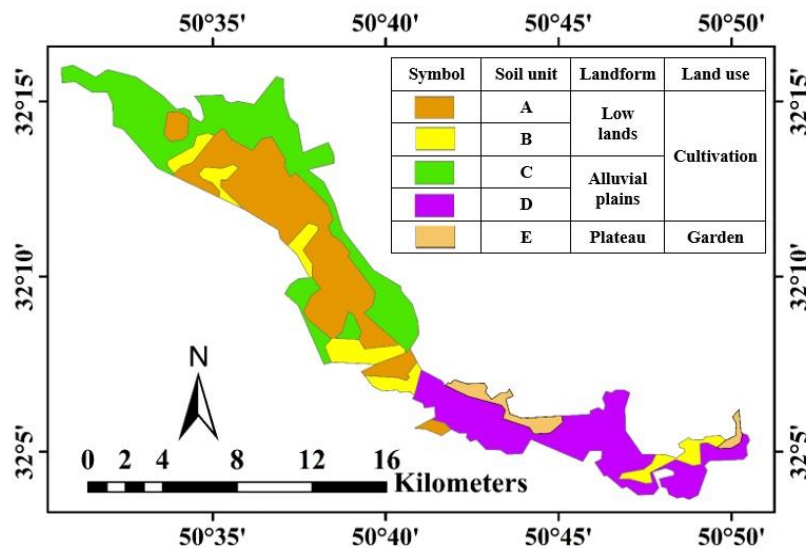 50°35' 50°40' 50°45' 50°50'
32°15' 32°15'
Symbol Soil unit Landform Land use
A Low lands Cultivation
B
C Alluvial plains
D
E Plateau Garden
32°10' 32°10'
N
32°5' 32°5'
0 2 4 8 12 16
Kilometers
50°35' 50°40' 50°45' 50°50'